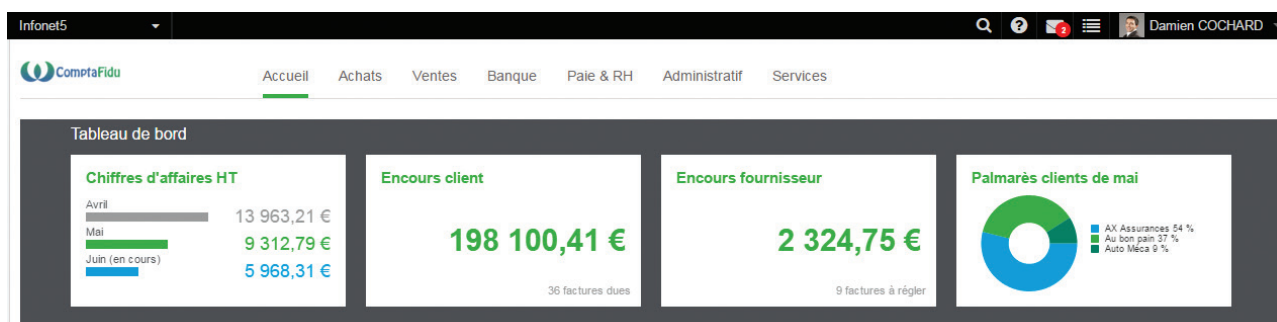 Infonet5
2
Damien COCHARD
ComptaFidu
Accueil Achats Ventes Banque Paie & RH Administratif Services
Tableau de bord
Chiffres d'affaires HT
Avril
13 963,21 €
Mai
9 312,79 €
Juin (en cours)
5 968,31 €
Encours client
198 100,41 €
36 factures dues
Encours fournisseur
2 324,75 €
9 factures à régler
Palmarès clients de mai
AX Assurances 54 %
Au bon pain 37 %
Auto Méca 9 %